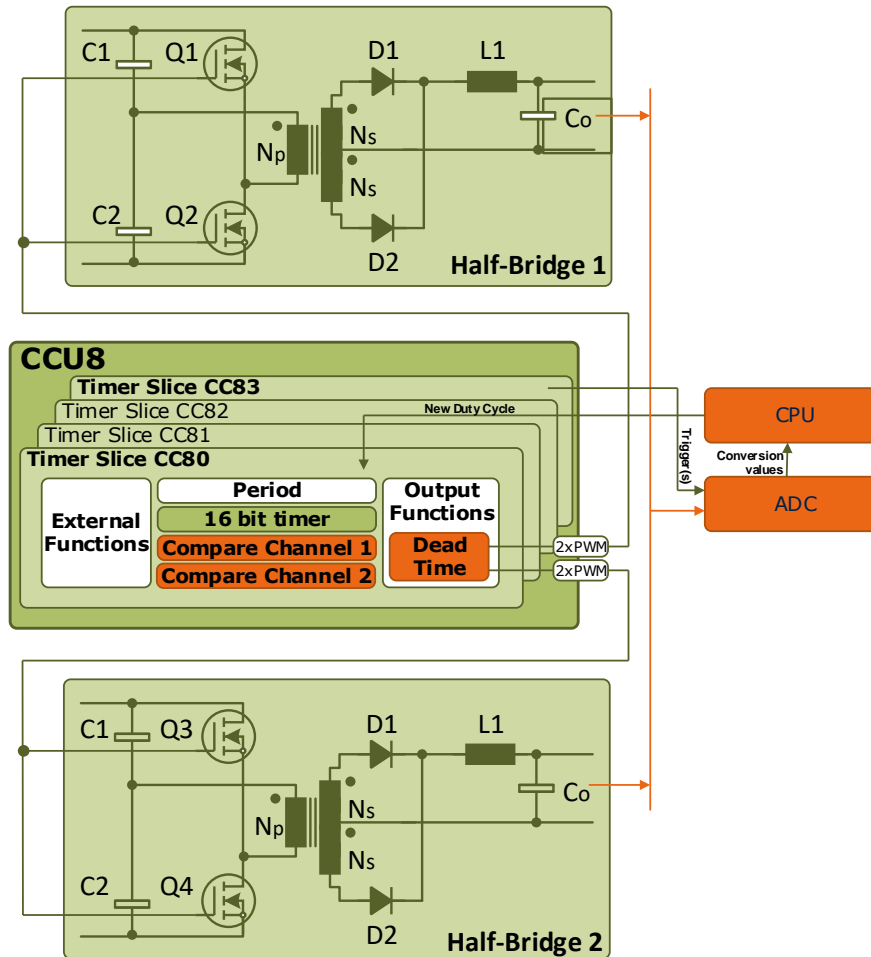 C1
Q1
D1
L1
Np
Ns
Ns
Co
C2
Q2
D2
Half-Bridge 1
CCU8
Timer Slice CC83
Timer Slice CC82
Timer Slice CC81
Timer Slice CC80
New Duty Cycle
CPU
Trigger(s)
Conversion
values
ADC
External
Functions
Period
16 bit timer
Compare Channel 1
Compare Channel 2
Output
Functions
Dead
Time
2xPWM
2xPWM
C1
Q3
D1
L1
Np
Ns
Ns
Co
C2
Q4
D2
Half-Bridge 2